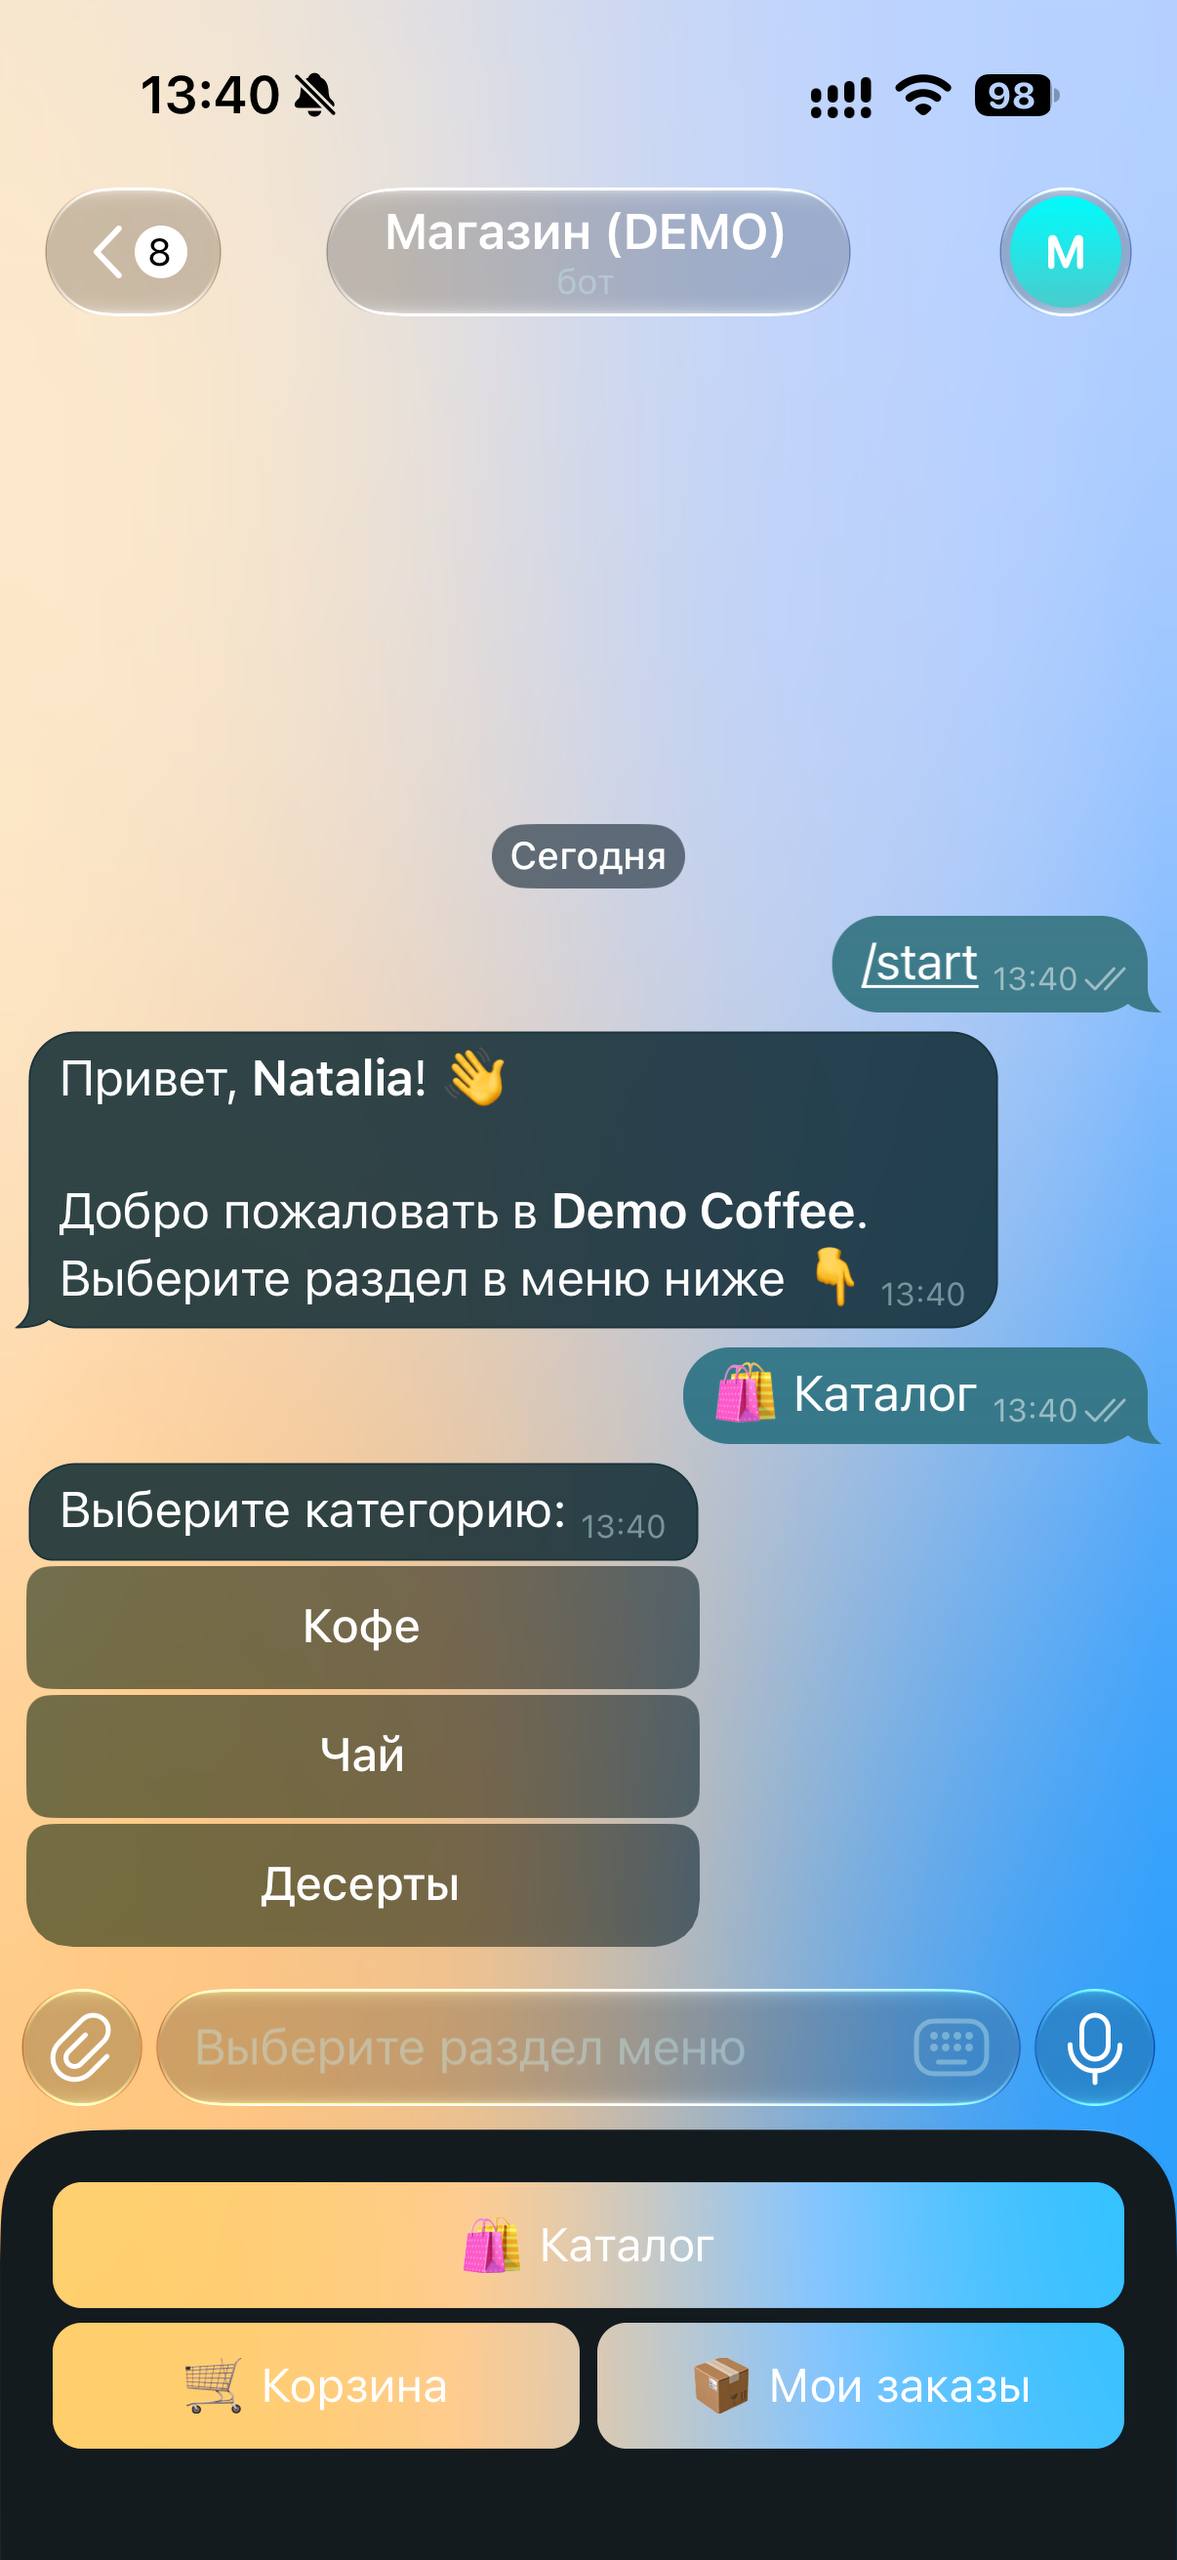 13:40
98
8
Магазин (DEMO)
бот
М
Сегодня
/start 13:40
Привет, Natalia! 👋
Добро пожаловать в Demo Coffee.
Выберите раздел в меню ниже 👇 13:40
🛍️ Каталог 13:40
Выберите категорию: 13:40
Кофе
Чай
Десерты
Выберите раздел меню
🛍️ Каталог
🛒 Корзина
📦 Мои заказы